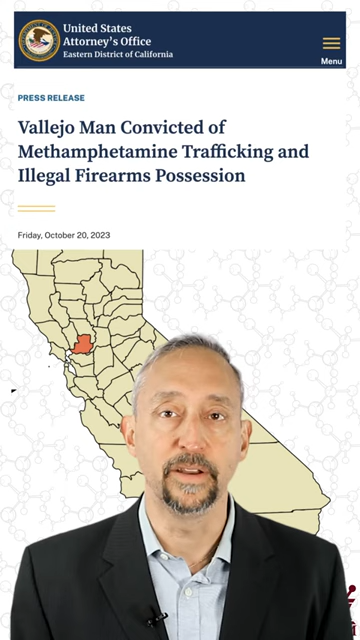 United States
Attorney's Office
Eastern District of California
Menu
PRESS RELEASE
Vallejo Man Convicted of
Methamphetamine Trafficking and
Illegal Firearms Possession
Friday, October 20, 2023